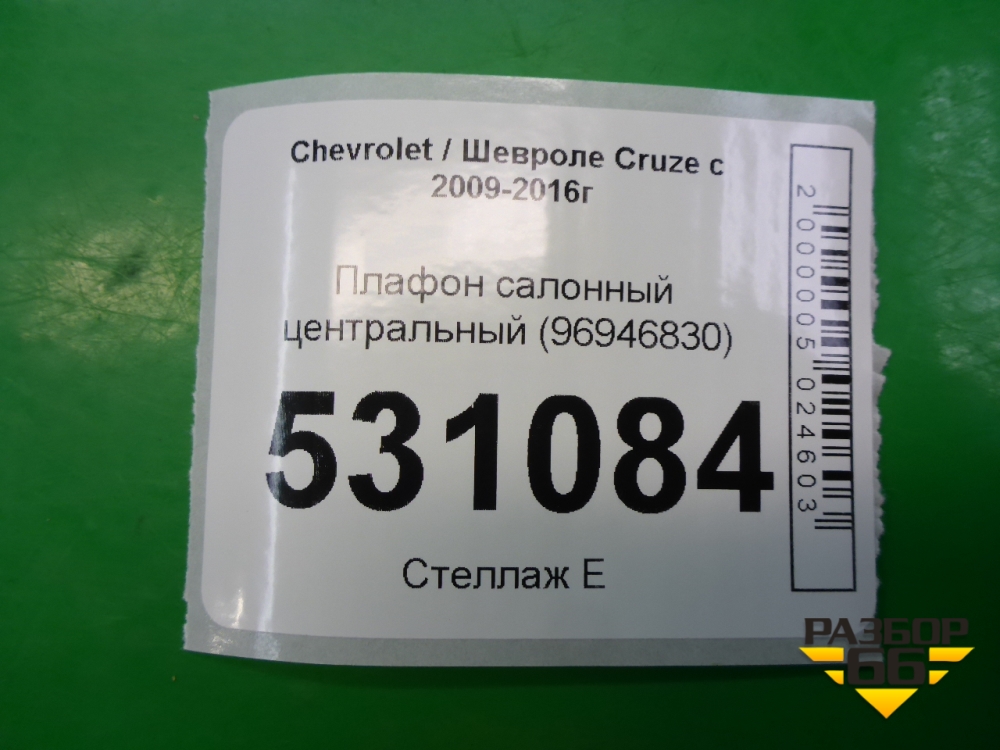 Chevrolet / Шевроле Cruze с
2009-2016г
Плафон салонный
центральный (96946830)
531084
Стеллаж Е
2000005024603
РАЗБОР
66